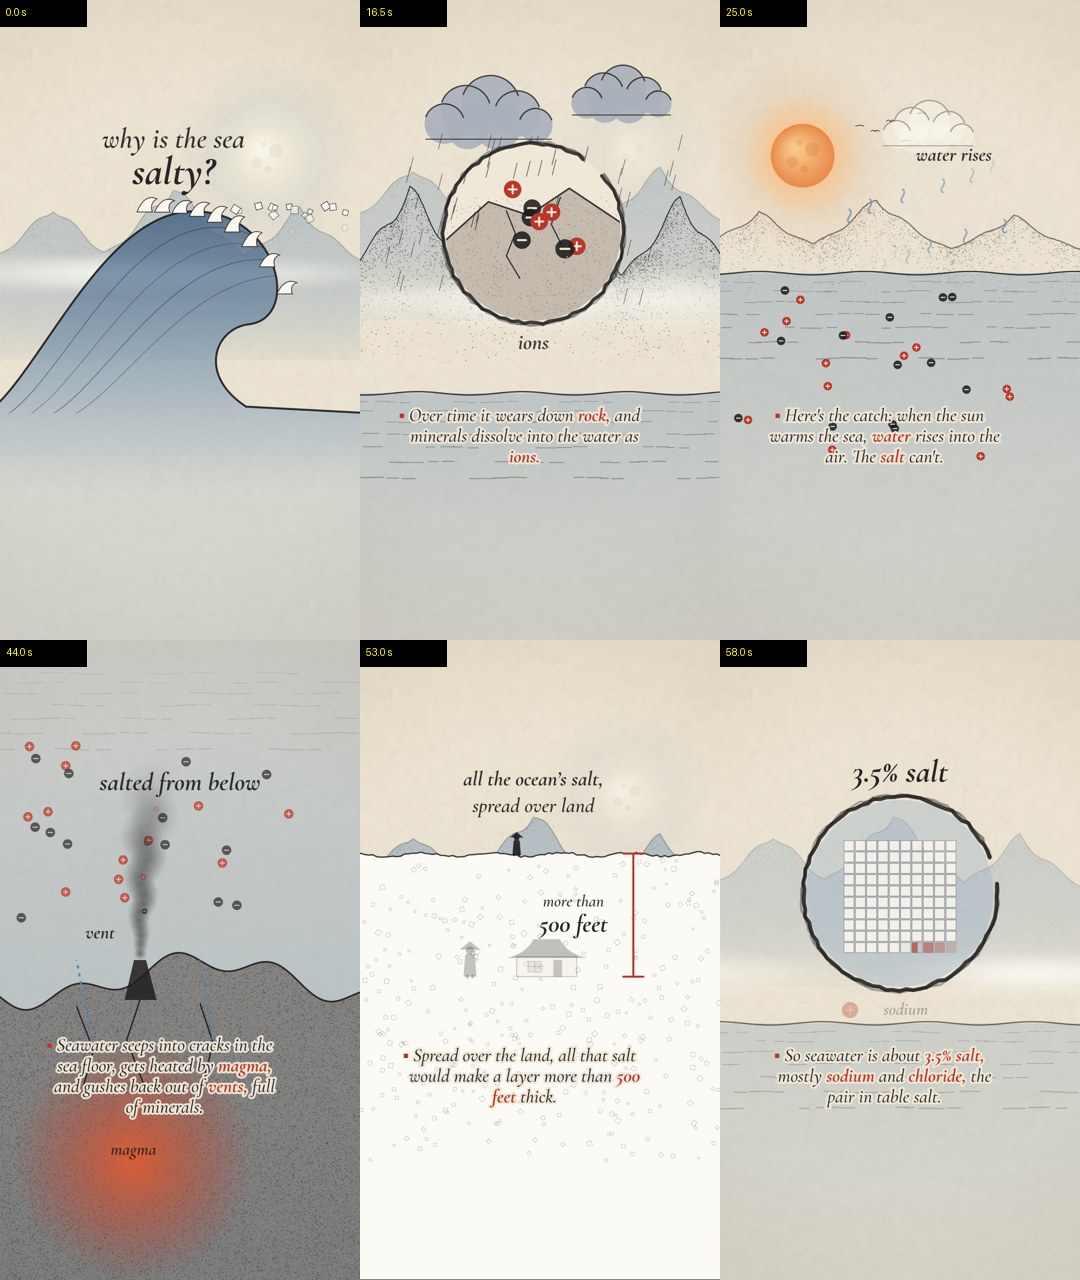 0.0 s
why is the sea
salty?
16.5 s
ions
Over time it wears down rock, and
minerals dissolve into the water as
ions.
25.0 s
water rises
Here's the catch: when the sun
warms the sea, water rises into the
air. The salt can't.
44.0 s
salted from below
vent
Seawater seeps into cracks in the
sea floor, gets heated by magma,
and gushes back out of vents, full
of minerals.
magma
53.0 s
all the ocean's salt,
spread over land
more than
500 feet
Spread over the land, all that salt
would make a layer more than 500
feet thick.
58.0 s
3.5% salt
sodium
So seawater is about 3.5% salt,
mostly sodium and chloride, the
pair in table salt.